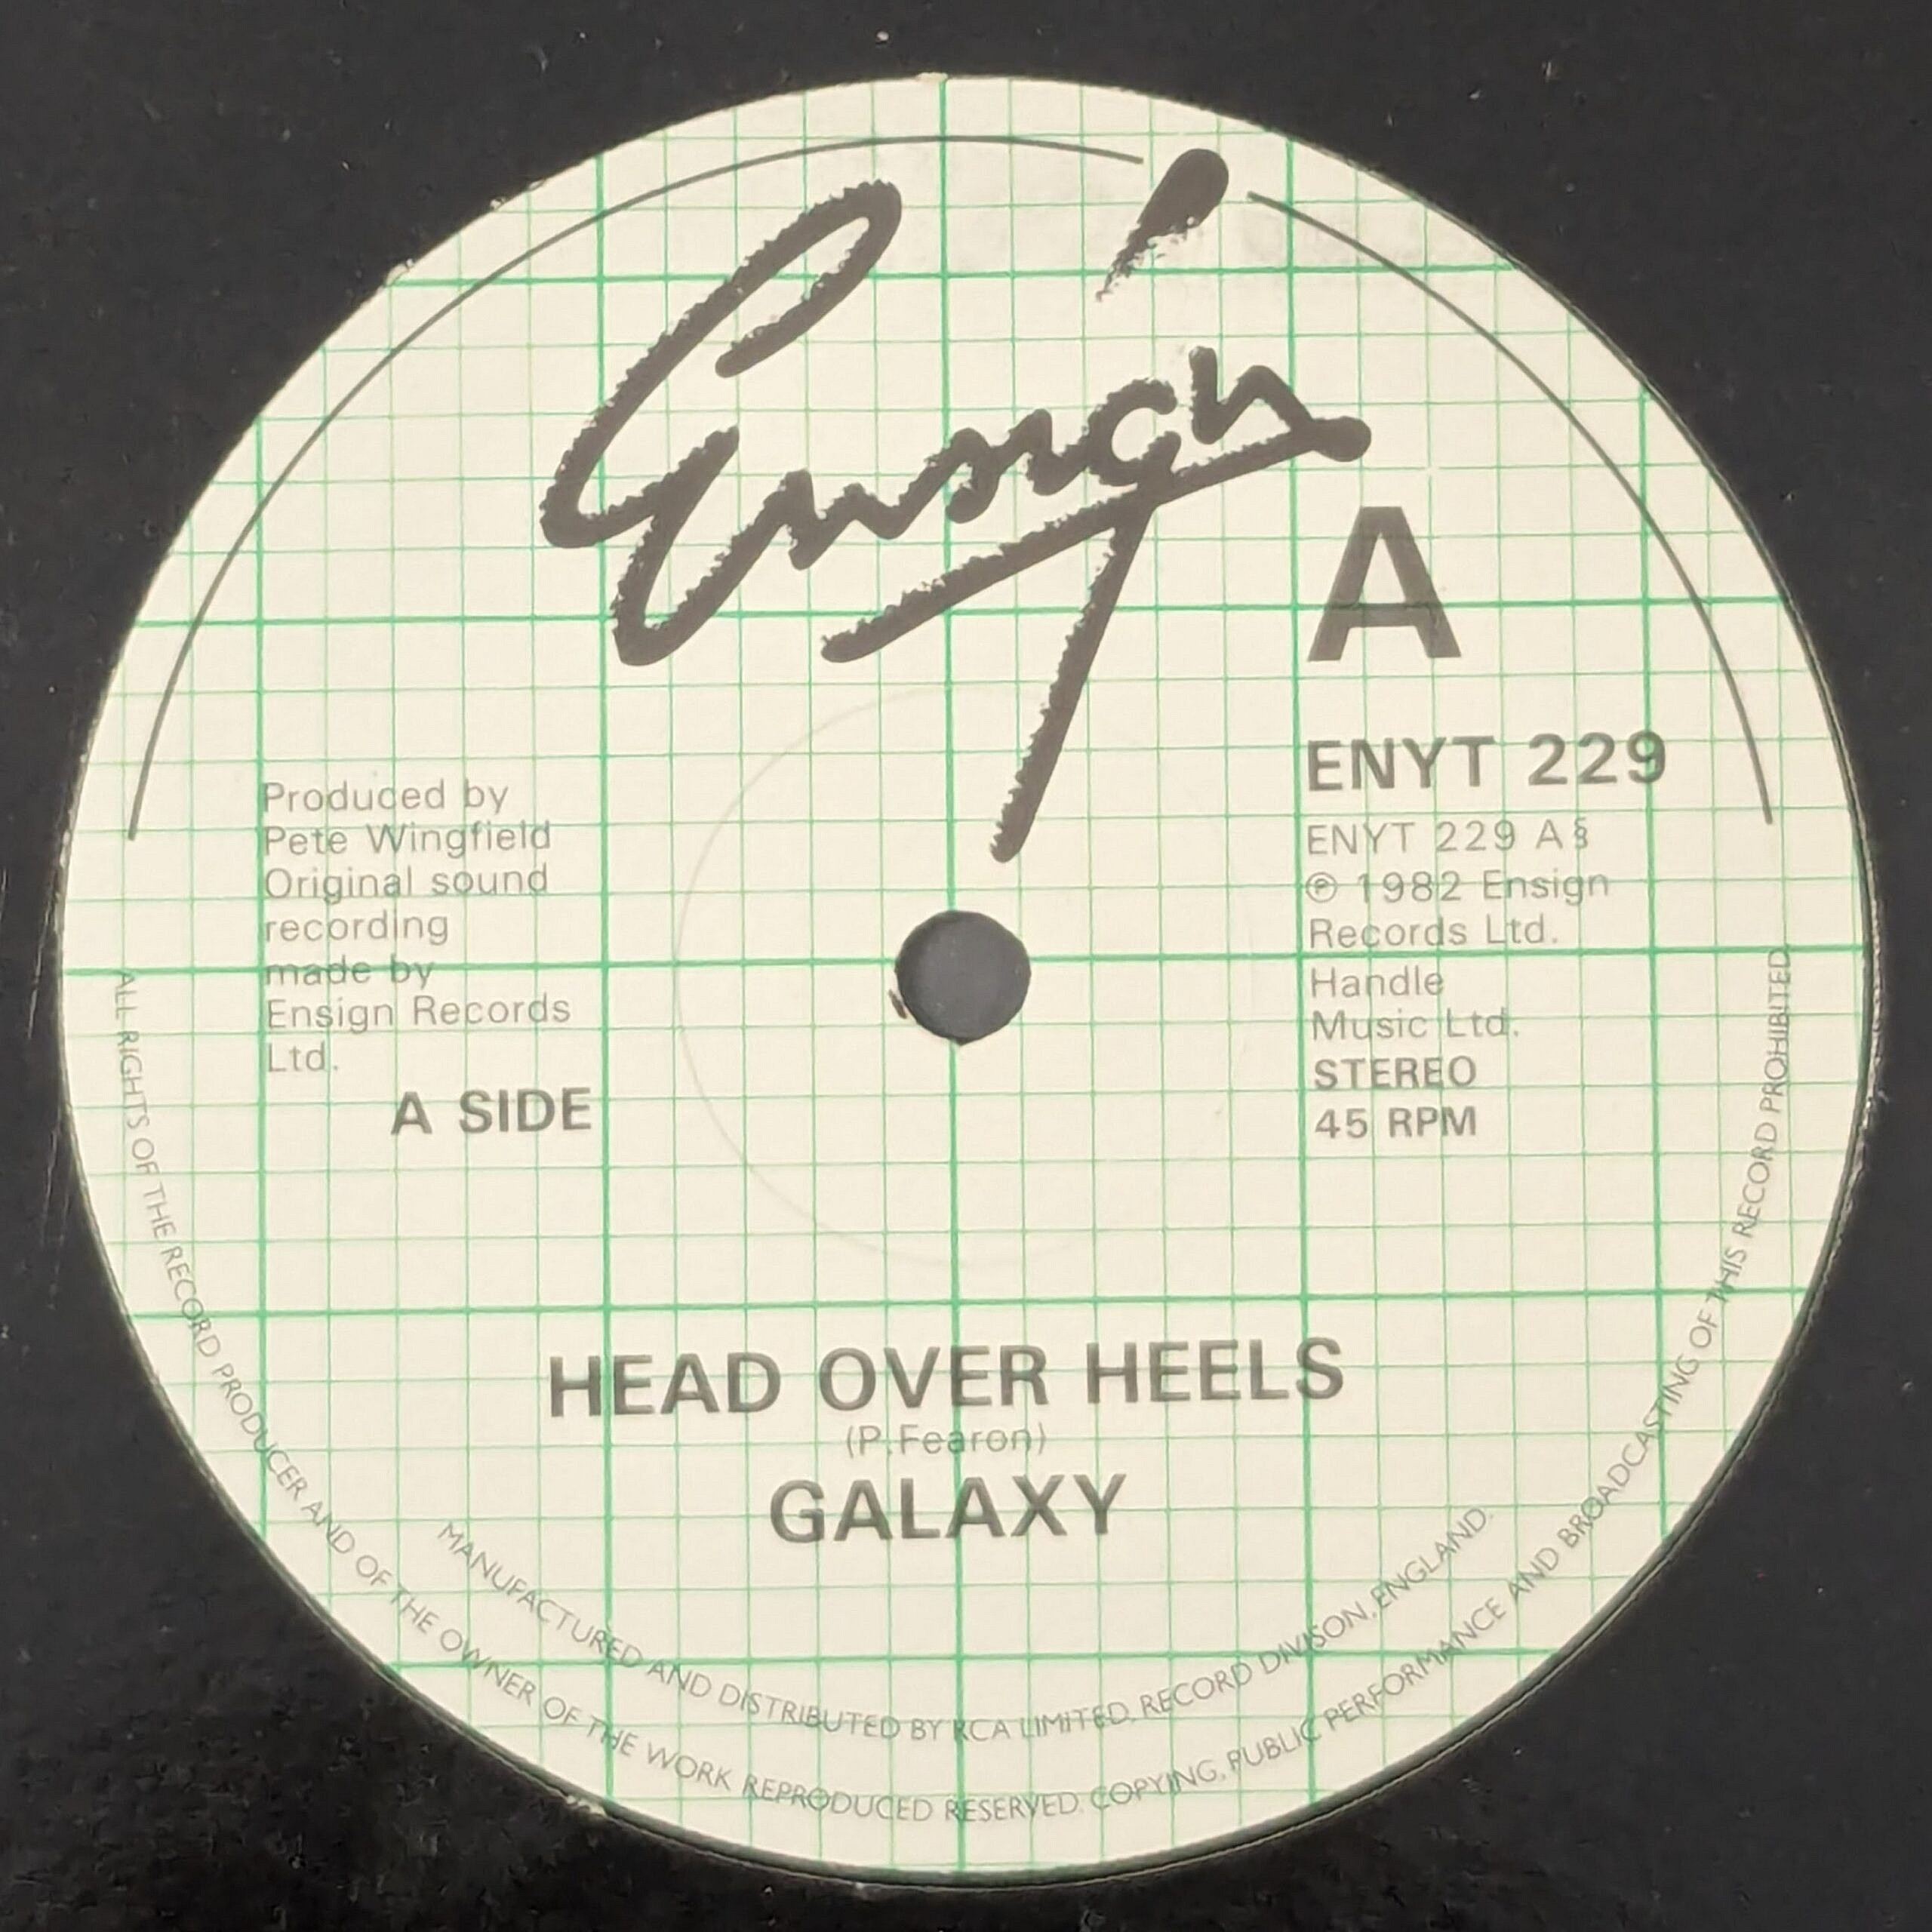 Ensign
A
ENYT 229
Produced by
Pete Wingfield
Original sound
recording
made by
Ensign Records
Ltd.
A SIDE
ENYT 229 A §
℗ 1982 Ensign
Records Ltd.
Handle
Music Ltd.
STEREO
45 RPM
HEAD OVER HEELS
(P.Fearon)
GALAXY
MANUFACTURED AND DISTRIBUTED BY RCA LIMITED. RECORD DIVISON, ENGLAND.
ALL RIGHTS OF THE RECORD PRODUCER AND OF THE OWNER OF THE WORK REPRODUCED RESERVED. COPYING, PUBLIC PERFORMANCE AND BROADCASTING OF THIS RECORD PROHIBITED.